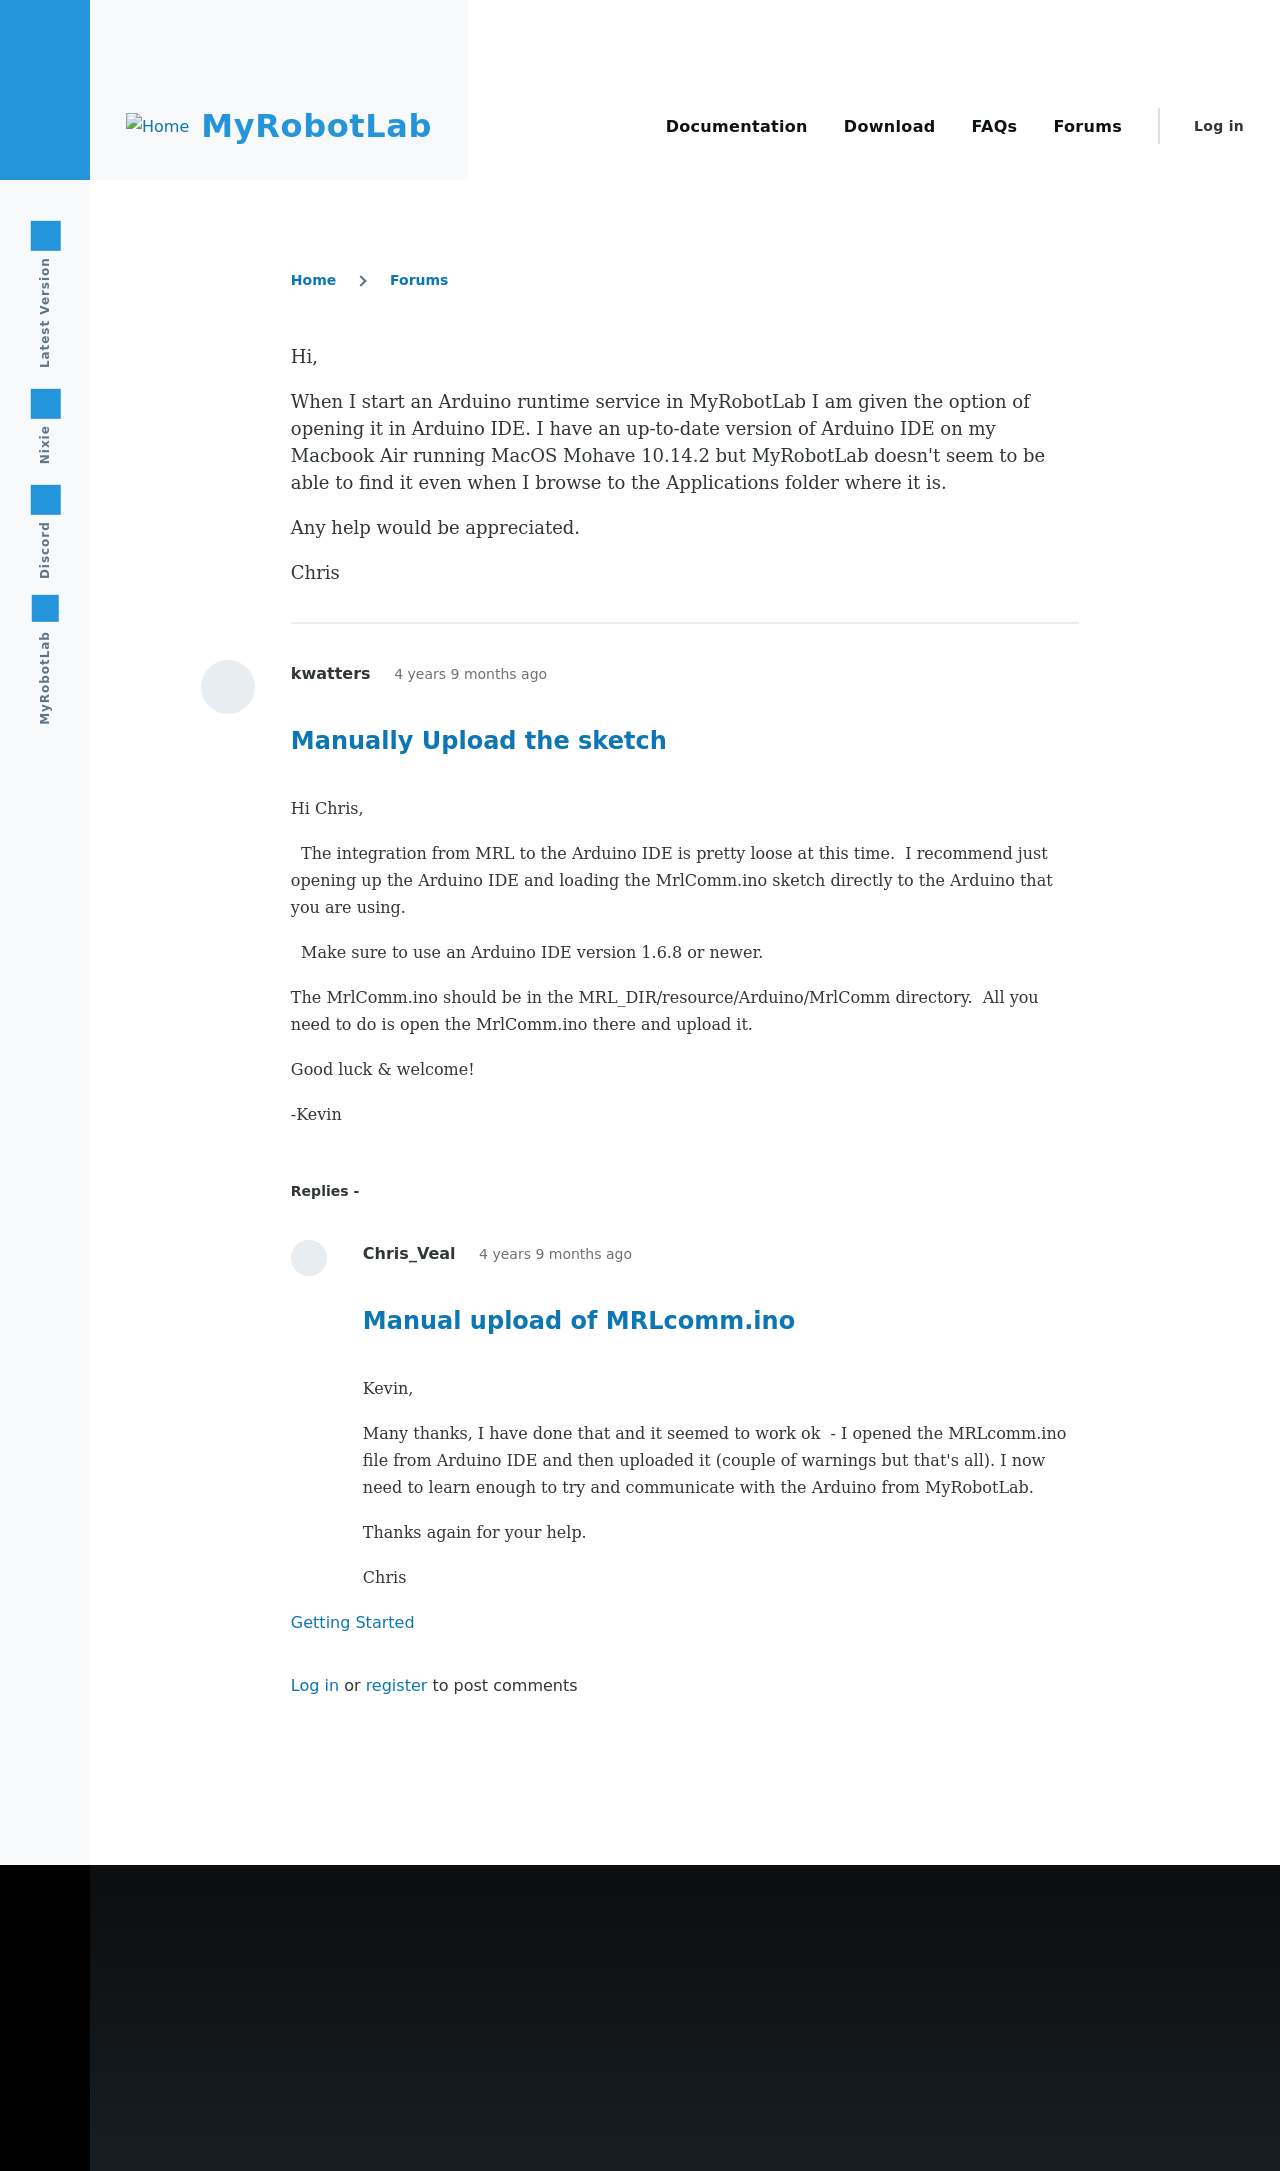 Home
MyRobotLab
Documentation
Download
FAQs
Forums
Log in
Latest Version
Nixie
Discord
MyRobotLab
Home
Forums
Hi,
When I start an Arduino runtime service in MyRobotLab I am given the option of
opening it in Arduino IDE. I have an up-to-date version of Arduino IDE on my
Macbook Air running MacOS Mohave 10.14.2 but MyRobotLab doesn't seem to be
able to find it even when I browse to the Applications folder where it is.
Any help would be appreciated.
Chris
kwatters 4 years 9 months ago
Manually Upload the sketch
Hi Chris,
The integration from MRL to the Arduino IDE is pretty loose at this time.  I recommend just
opening up the Arduino IDE and loading the MrlComm.ino sketch directly to the Arduino that
you are using.
Make sure to use an Arduino IDE version 1.6.8 or newer.
The MrlComm.ino should be in the MRL_DIR/resource/Arduino/MrlComm directory.  All you
need to do is open the MrlComm.ino there and upload it.
Good luck & welcome!
-Kevin
Replies -
Chris_Veal 4 years 9 months ago
Manual upload of MRLcomm.ino
Kevin,
Many thanks, I have done that and it seemed to work ok  - I opened the MRLcomm.ino
file from Arduino IDE and then uploaded it (couple of warnings but that's all). I now
need to learn enough to try and communicate with the Arduino from MyRobotLab.
Thanks again for your help.
Chris
Getting Started
Log in or register to post comments